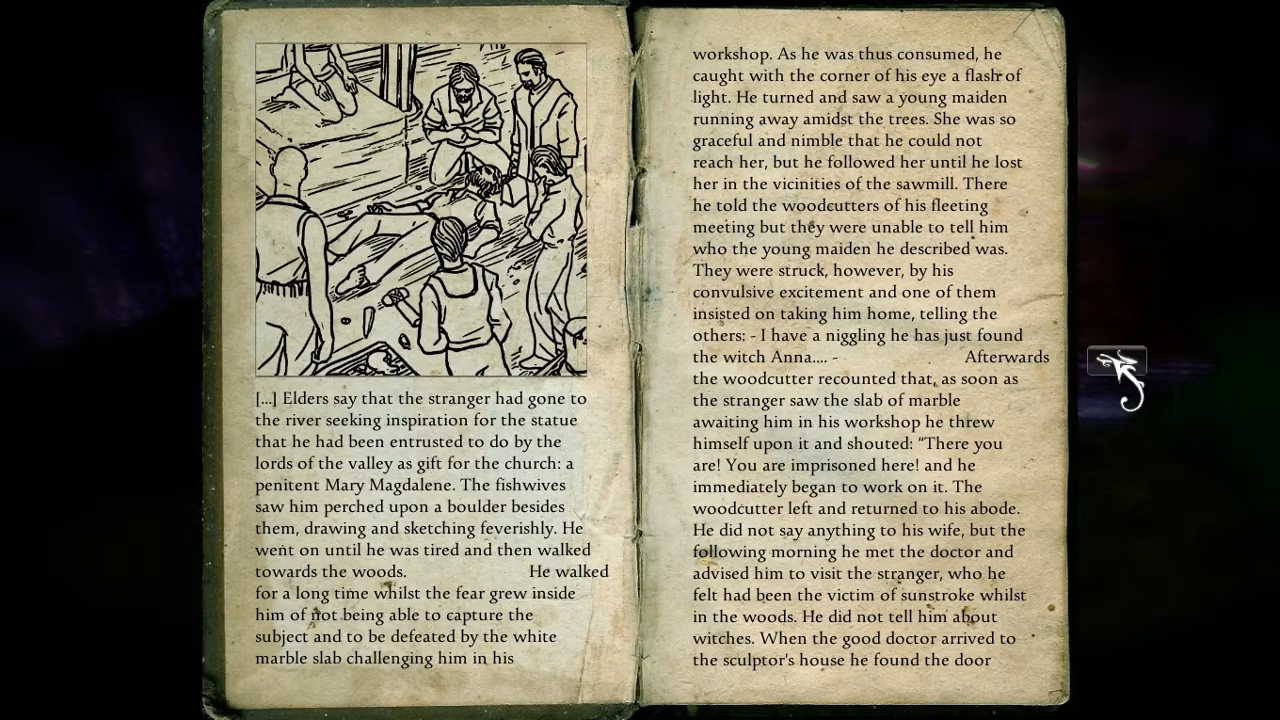 [...] Elders say that the stranger had gone to
the river seeking inspiration for the statue
that he had been entrusted to do by the
lords of the valley as gift for the church: a
penitent Mary Magdalene. The fishwives
saw him perched upon a boulder besides
them, drawing and sketching feverishly. He
went on until he was tired and then walked
towards the woods. He walked
for a long time whilst the fear grew inside
him of not being able to capture the
subject and to be defeated by the white
marble slab challenging him in his
workshop. As he was thus consumed, he
caught with the corner of his eye a flash of
light. He turned and saw a young maiden
running away amidst the trees. She was so
graceful and nimble that he could not
reach her, but he followed her until he lost
her in the vicinities of the sawmill. There
he told the woodcutters of his fleeting
meeting but they were unable to tell him
who the young maiden he described was.
They were struck, however, by his
convulsive excitement and one of them
insisted on taking him home, telling the
others: - I have a niggling he has just found
the witch Anna.... - Afterwards
the woodcutter recounted that, as soon as
the stranger saw the slab of marble
awaiting him in his workshop he threw
himself upon it and shouted: “There you
are! You are imprisoned here! and he
immediately began to work on it. The
woodcutter left and returned to his abode.
He did not say anything to his wife, but the
following morning he met the doctor and
advised him to visit the stranger, who he
felt had been the victim of sunstroke whilst
in the woods. He did not tell him about
witches. When the good doctor arrived to
the sculptor's house he found the door